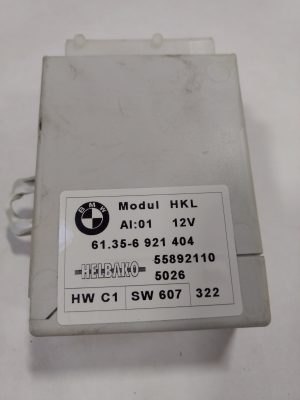 BMW
Modul HKL
AI:01 12V
61.35-6 921 404
HELBAKO 55892110
5026
HW C1 SW 607 322